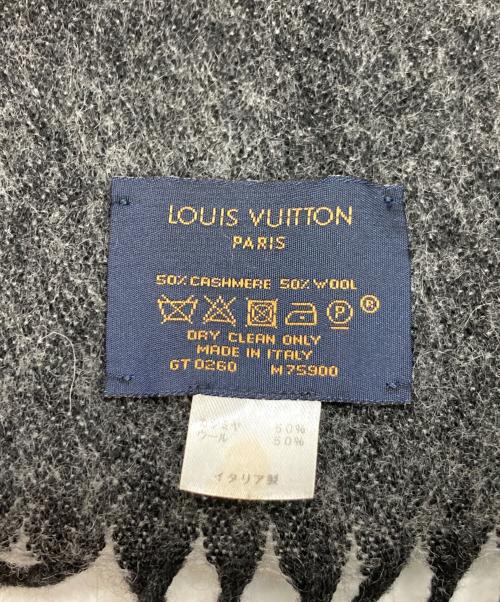 LOUIS VUITTON
PARIS
50% CASHMERE 50% WOOL
P ®
DRY CLEAN ONLY
MADE IN ITALY
GT 0260 M75900
カシミヤ 50%
ウール 50%
イタリア製